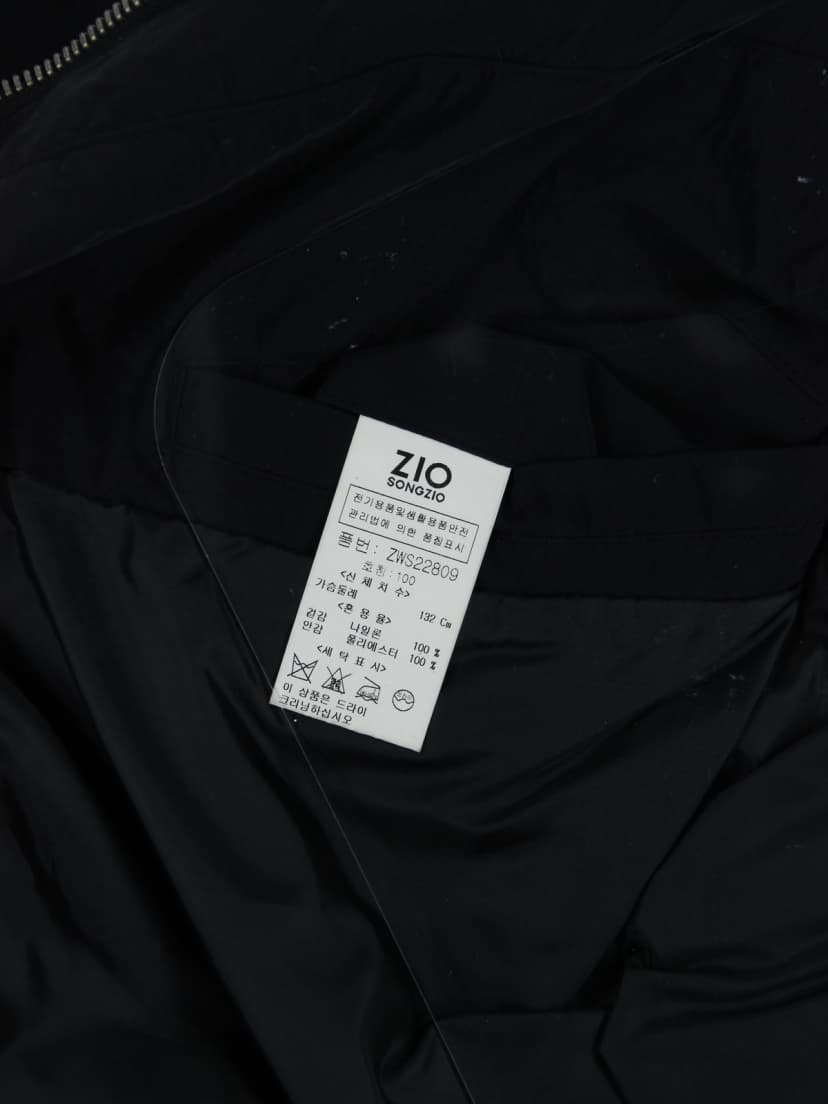 ZIO
SONGZIO
전기용품및생활용품안전
관리법에 의한 품질표시
품번: ZWS22809
호칭:100
<신 체 치 수>
가슴둘레 132 Cm
<혼 용 율>
겉감 나일론 100 %
안감 폴리에스터 100 %
<세 탁 표 시>
이 상품은 드라이
크리닝하십시오